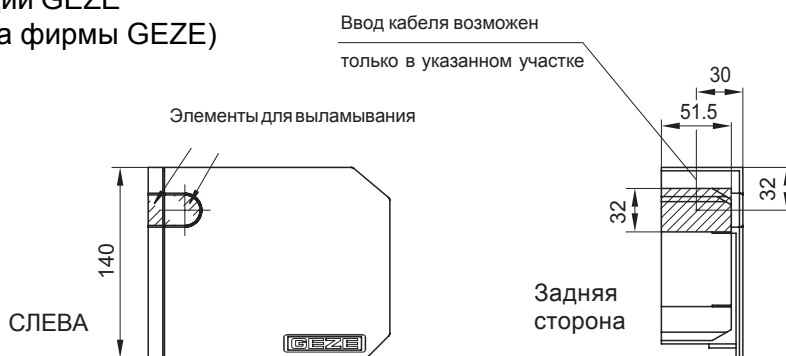 ции GEZE
а фирмы GEZE)
Ввод кабеля возможен
только в указанном участке
30
51.5
Элементы для выламывания
32
32
140
Задняя
сторона
СЛЕВА
GEZE